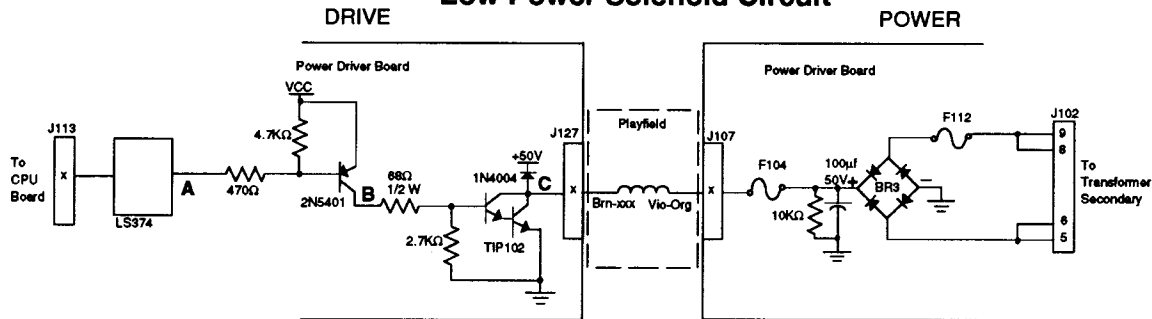 Low Power Solenoid Circuit
DRIVE
POWER
Power Driver Board
Power Driver Board
VCC
J113
4.7KΩ
To
CPU
Board
x
LS374
A
470Ω
2N5401
B
68Ω
1/2 W
2.7KΩ
1N4004
TIP102
+50V
C
J127
x
Playfield
Brn-xxx
Vio-Org
J107
x
F104
100µf
50V
+
10KΩ
BR3
–
F112
J102
9
8
6
5
To
Transformer
Secondary